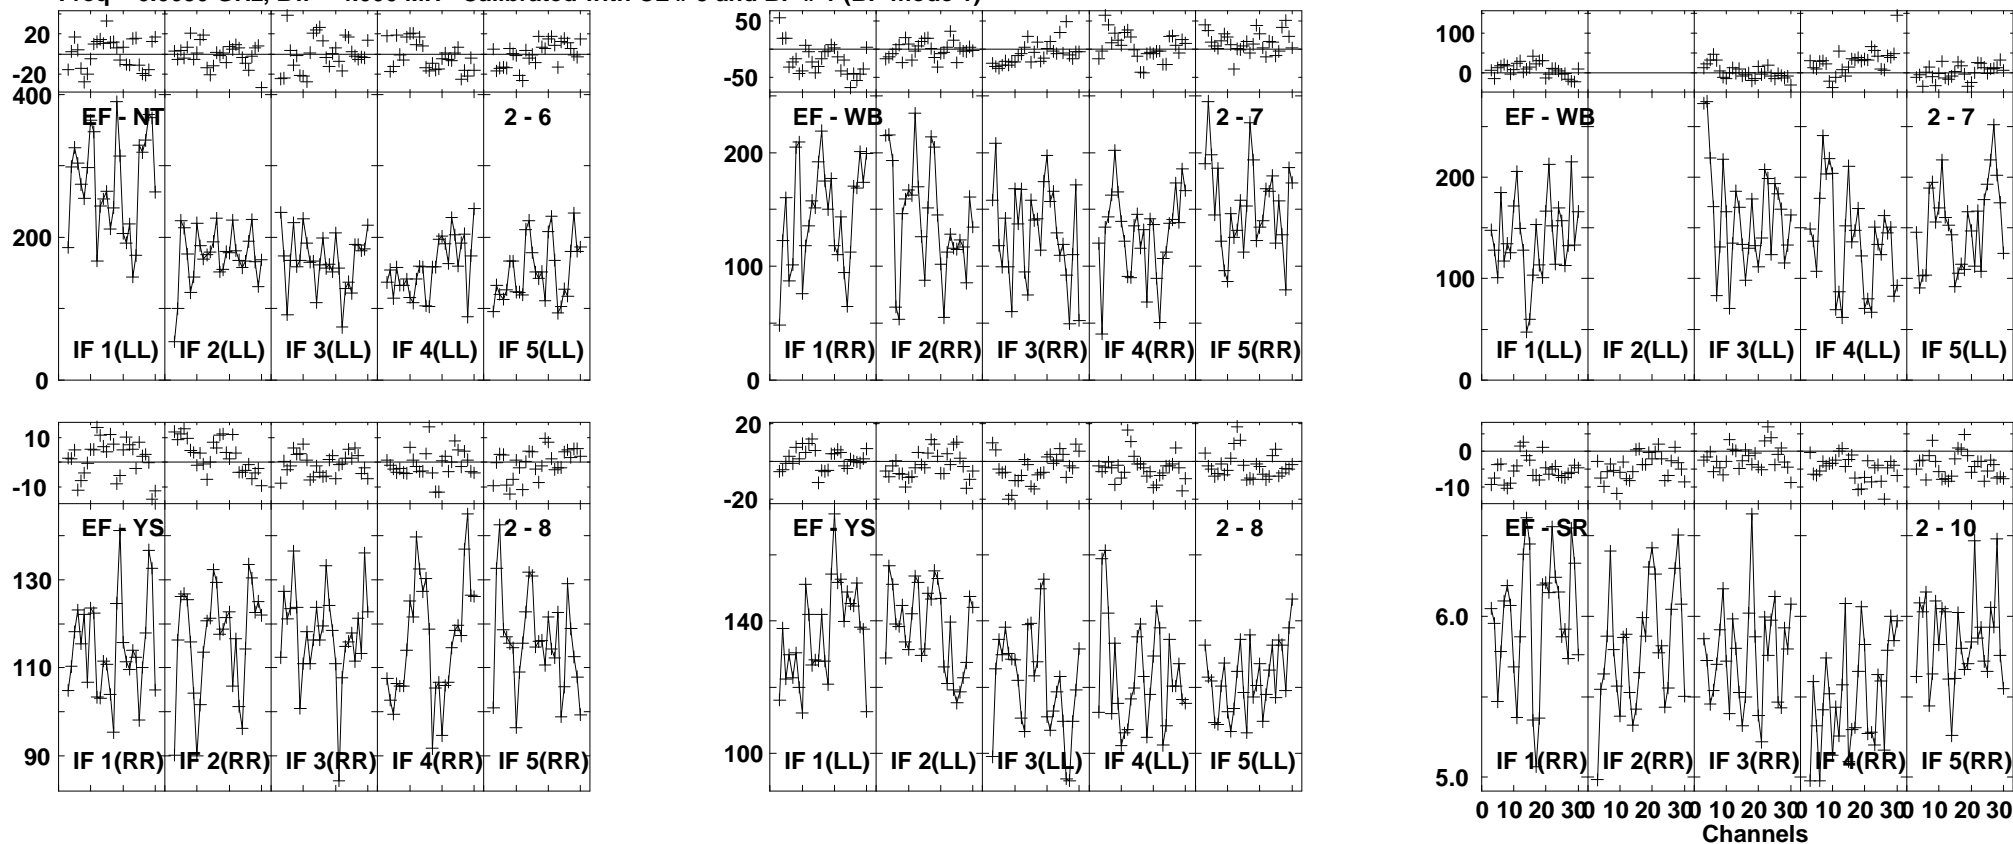 20
-20
400
200
0
EF - NT
2 - 6
IF 1(LL)
IF 2(LL)
IF 3(LL)
IF 4(LL)
IF 5(LL)
50
-50
200
100
0
EF - WB
2 - 7
IF 1(RR)
IF 2(RR)
IF 3(RR)
IF 4(RR)
IF 5(RR)
100
0
200
100
0
EF - WB
2 - 7
IF 1(LL)
IF 2(LL)
IF 3(LL)
IF 4(LL)
IF 5(LL)
10
-10
130
110
90
EF - YS
2 - 8
IF 1(RR)
IF 2(RR)
IF 3(RR)
IF 4(RR)
IF 5(RR)
20
-20
140
100
EF - YS
2 - 8
IF 1(LL)
IF 2(LL)
IF 3(LL)
IF 4(LL)
IF 5(LL)
0
-10
6.0
5.0
EF - SR
2 - 10
IF 1(RR)
IF 2(RR)
IF 3(RR)
IF 4(RR)
IF 5(RR)
0 10 20 30 0 10 20 30 0 10 20 30 0 10 20 30 0 10 20 30
Channels